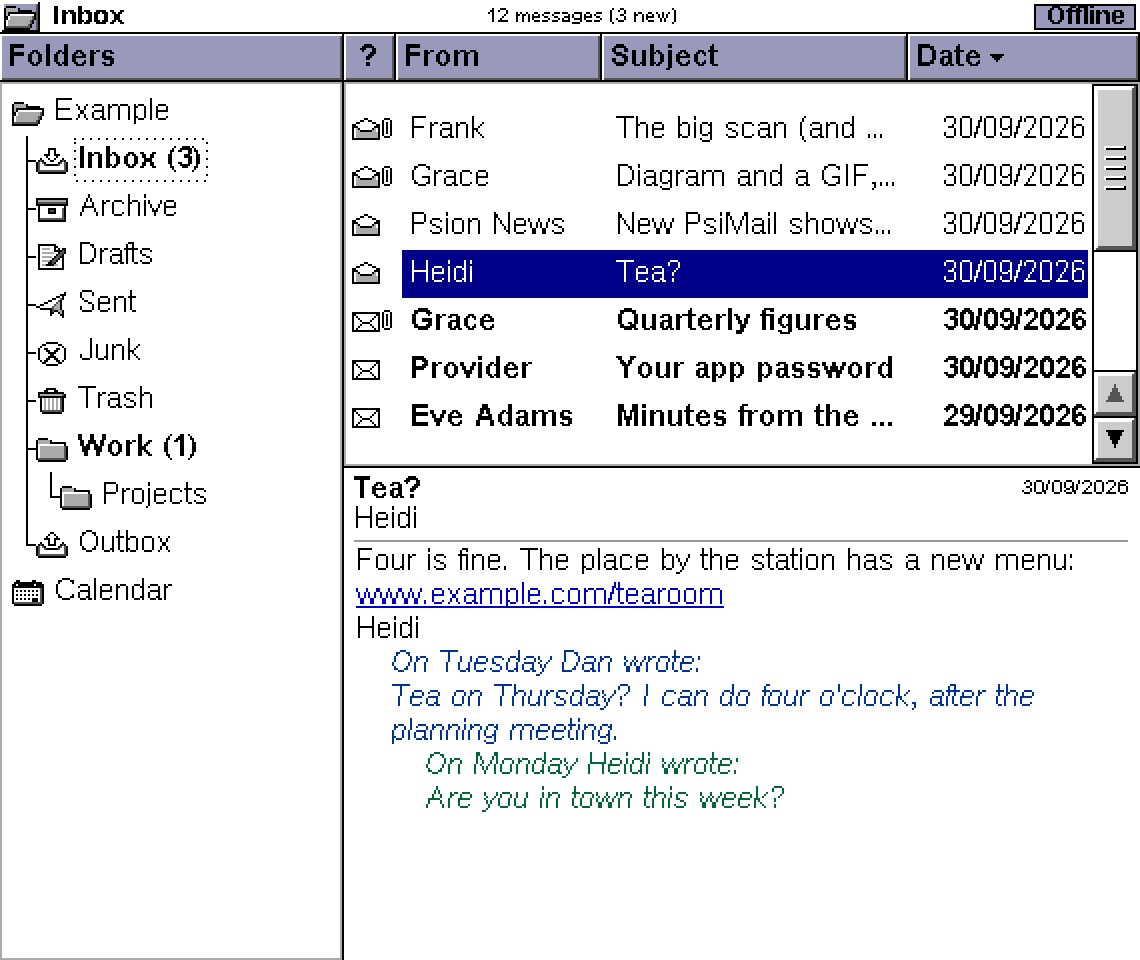 Inbox 12 messages (3 new) Offline
Folders ? From Subject Date
Example
Inbox (3)
Archive
Drafts
Sent
Junk
Trash
Work (1)
Projects
Outbox
Calendar
Frank The big scan (and ... 30/09/2026
Grace Diagram and a GIF,... 30/09/2026
Psion News New PsiMail shows... 30/09/2026
Heidi Tea? 30/09/2026
Grace Quarterly figures 30/09/2026
Provider Your app password 30/09/2026
Eve Adams Minutes from the ... 29/09/2026
Tea? 30/09/2026
Heidi
Four is fine. The place by the station has a new menu:
www.example.com/tearoom
Heidi
On Tuesday Dan wrote:
Tea on Thursday? I can do four o'clock, after the
planning meeting.
On Monday Heidi wrote:
Are you in town this week?